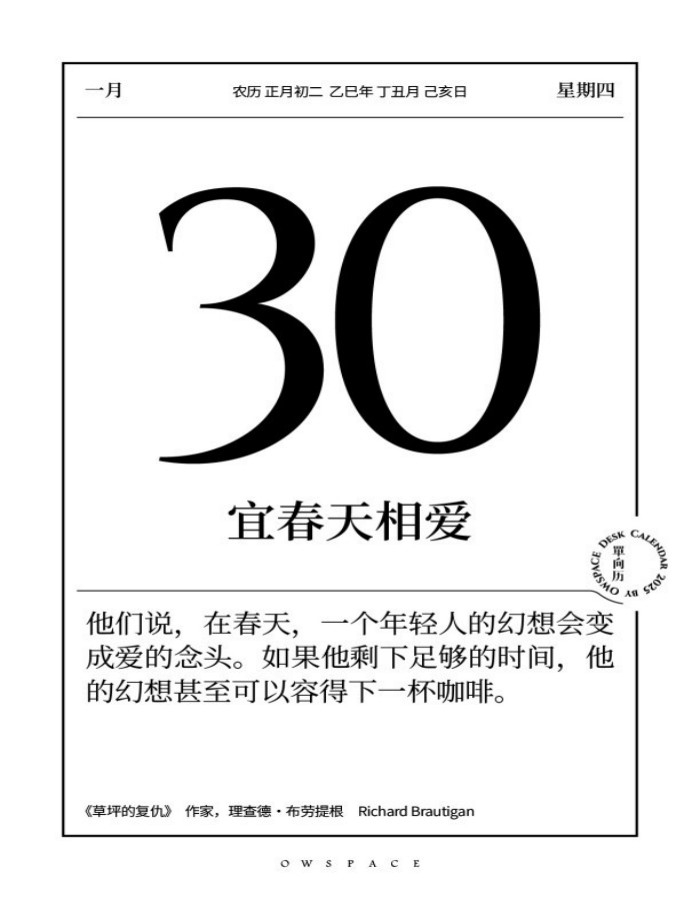 一月
农历 正月初二 乙巳年 丁丑月 己亥日
星期四
30
宜春天相爱
OWSPACE DESK CALENDAR 2025 BY
單向历
他们说，在春天，一个年轻人的幻想会变
成爱的念头。如果他剩下足够的时间，他
的幻想甚至可以容得下一杯咖啡。
《草坪的复仇》 作家，理查德·布劳提根 Richard Brautigan
OWSPACE